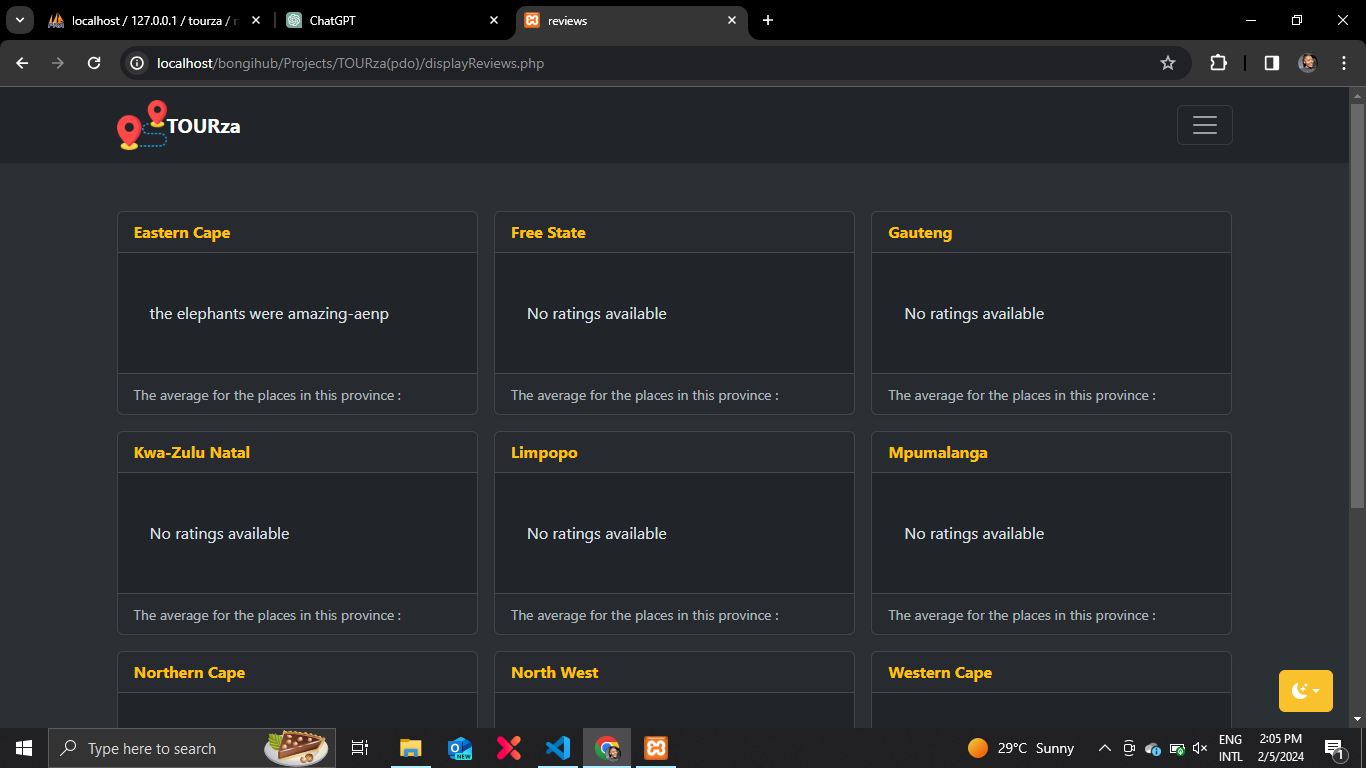 localhost / 127.0.0.1 / tourza /
ChatGPT
reviews
localhost/bongihub/Projects/TOURza(pdo)/displayReviews.php
TOURza
Eastern Cape
the elephants were amazing-aenp
The average for the places in this province :
Free State
No ratings available
The average for the places in this province :
Gauteng
No ratings available
The average for the places in this province :
Kwa-Zulu Natal
No ratings available
The average for the places in this province :
Limpopo
No ratings available
The average for the places in this province :
Mpumalanga
No ratings available
The average for the places in this province :
Northern Cape
North West
Western Cape
Type here to search
NEW
29°C Sunny
ENG
INTL
2:05 PM
2/5/2024
1